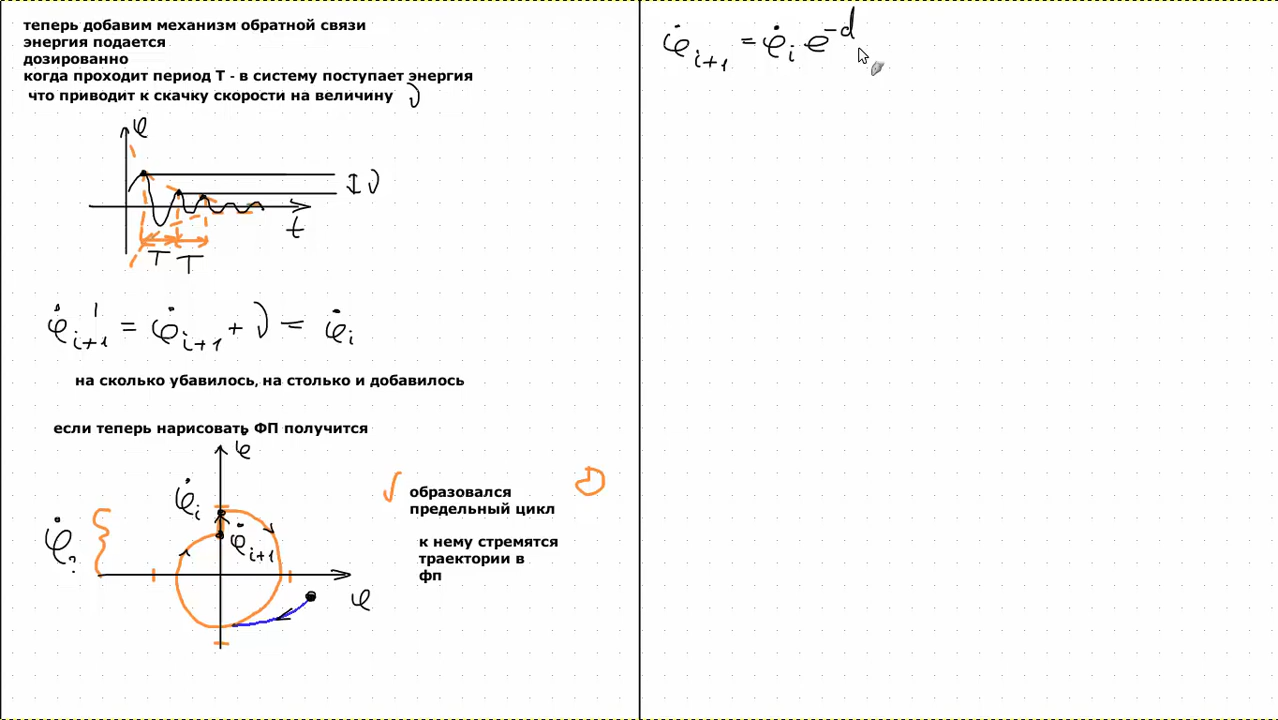 теперь добавим механизм обратной связи
энергия подается
дозированно
когда проходит период Т - в систему поступает энергия
что приводит к скачку скорости на величину ν
φ
I ν
t
T T
φ̇'ᵢ₊₁ = φ̇ᵢ₊₁ + ν = φ̇ᵢ
на сколько убавилось, на столько и добавилось
если теперь нарисовать ФП получится
φ̇
φ̇ᵢ
образовался
предельный цикл
φ̇ᵢ₊₁
φ̇?
к нему стремятся
траектории в
фп
φ
φ̇ᵢ₊₁ = φ̇ᵢ e^-d